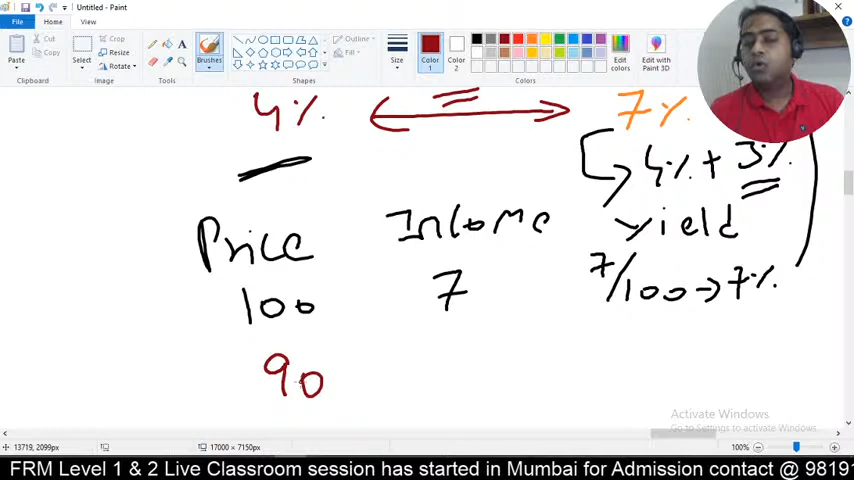 Untitled - Paint
File Home View
Paste Cut Copy Select Crop Resize Rotate Brushes Outline Fill Size Color 1 Color 2 Edit colors Edit with Paint 3D
Clipboard Image Tools Shapes Colors
4% 7%
4% + 3%
Price Income yield
100 7 7/100 → 7%
90
Activate Windows
Go to Settings to activate Windows.
13719, 2099px 17000 × 7150px 100%
FRM Level 1 & 2 Live Classroom session has started in Mumbai for Admission contact @ 9819